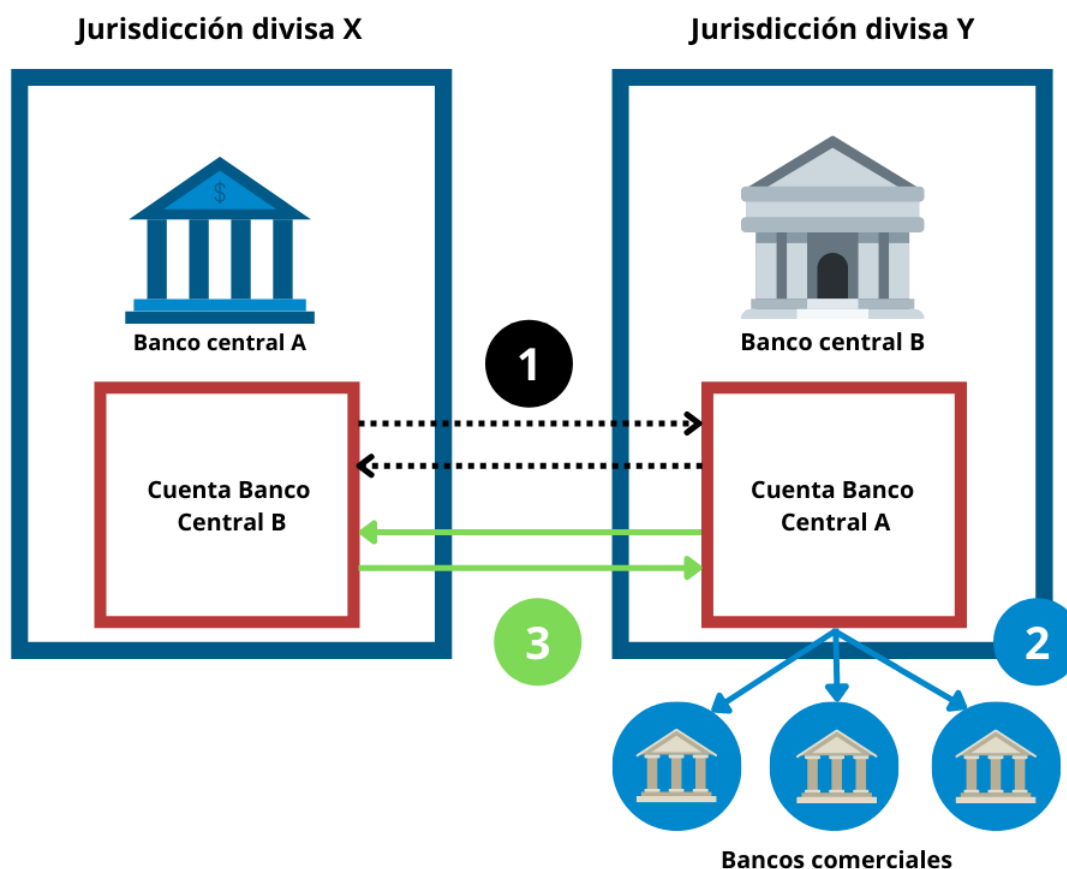 Jurisdicción divisa X
Jurisdicción divisa Y
$
Banco central A
Banco central B
1
Cuenta Banco
Central B
Cuenta Banco
Central A
3
2
Bancos comerciales